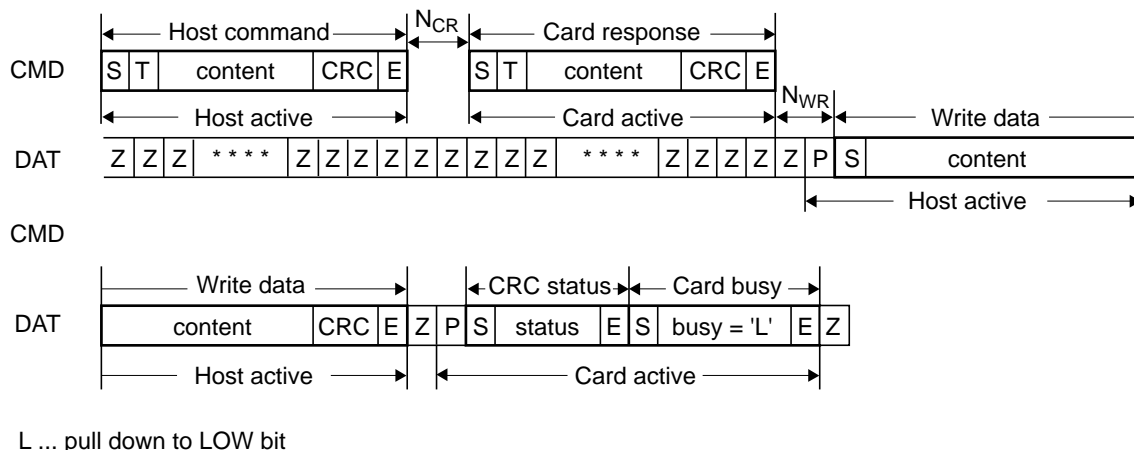 Host command N_CR Card response
CMD S T content CRC E S T content CRC E
Host active Card active N_WR Write data
DAT Z Z Z * * * * Z Z Z Z Z Z Z Z Z * * * * Z Z Z Z Z P S content
Host active
CMD
Write data CRC status Card busy
DAT content CRC E Z P S status E S busy = 'L' E Z
Host active Card active
L ... pull down to LOW bit